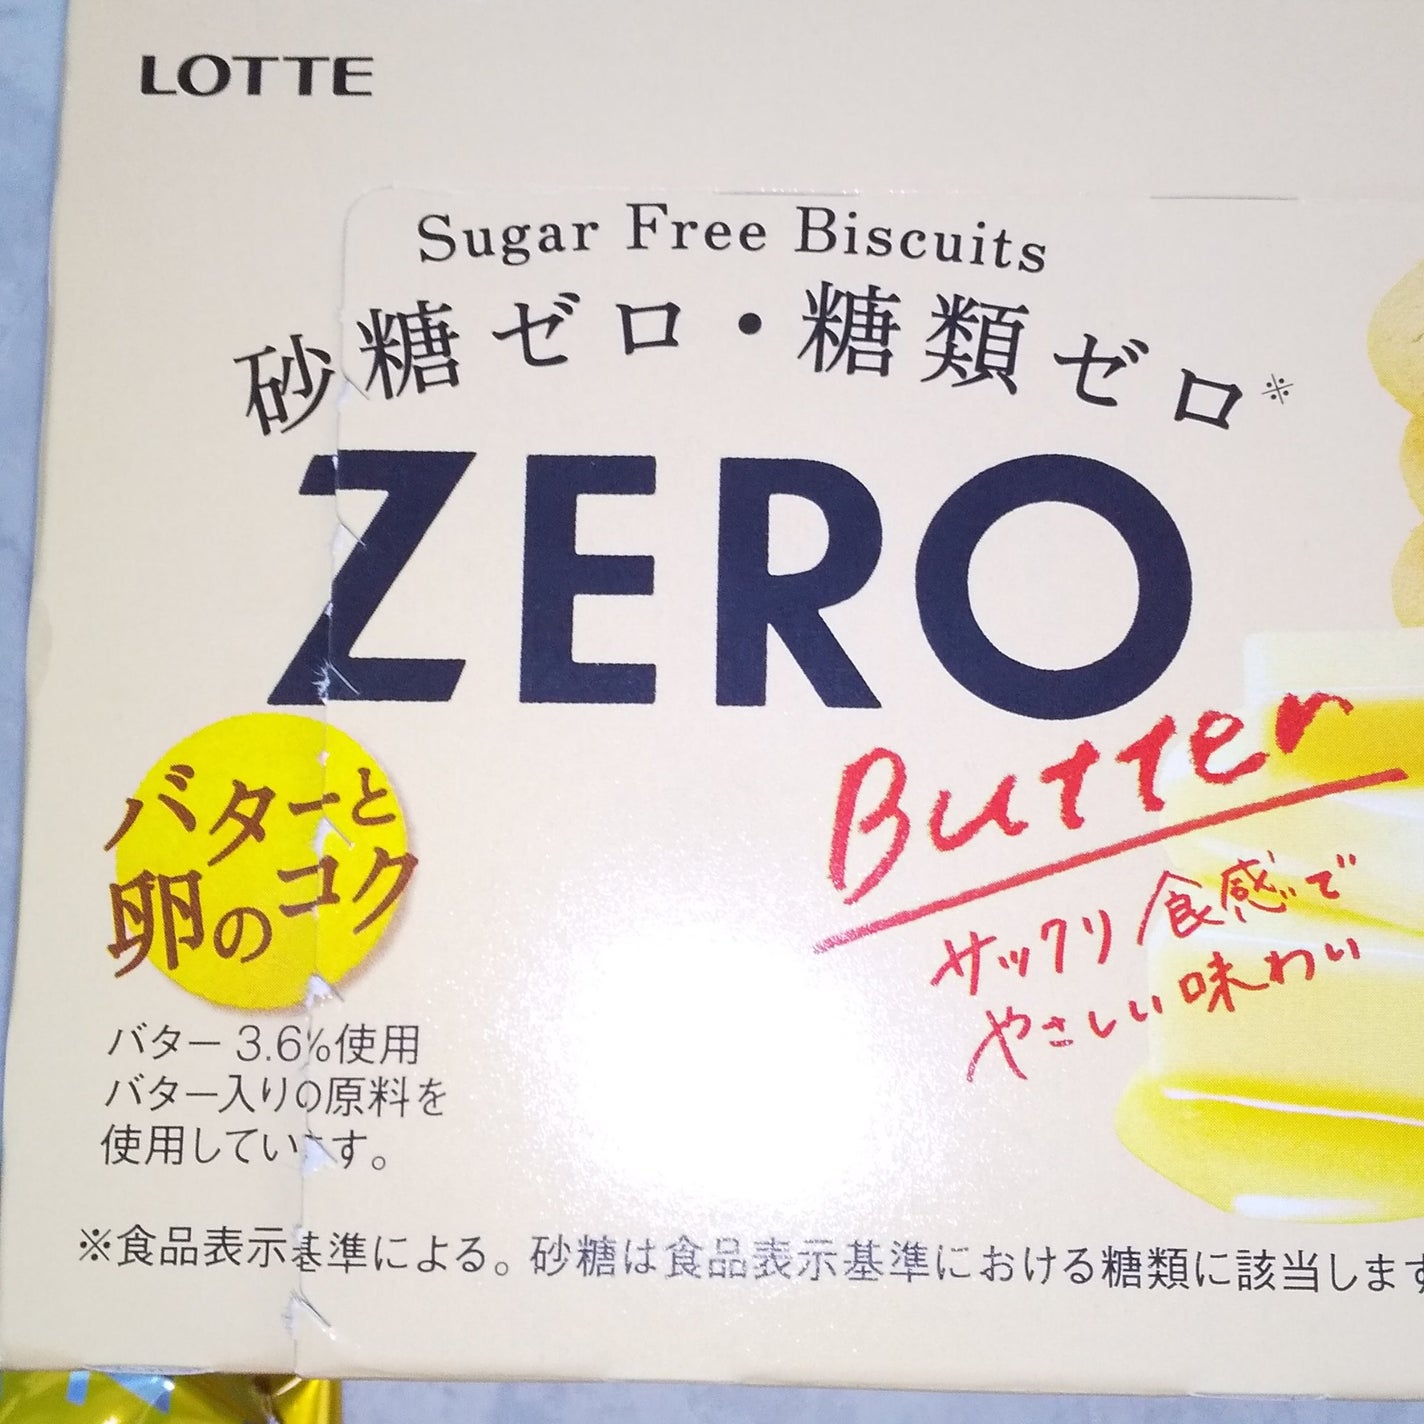 LOTTE
Sugar Free Biscuits
砂糖ゼロ・糖類ゼロ※
ZERO
Butter
サックリ食感で
やさしい味わい
バターと
卵のコク
バター 3.6%使用
バター入りの原料を
使用しています。
※食品表示基準による。砂糖は食品表示基準における糖類に該当します